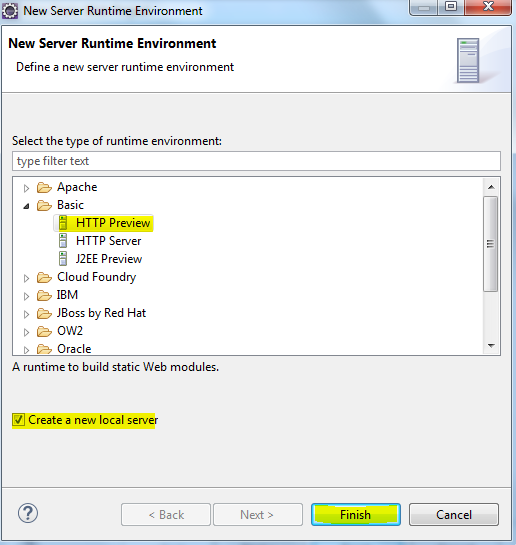 New Server Runtime Environment
New Server Runtime Environment
Define a new server runtime environment
Select the type of runtime environment:
type filter text
Apache
Basic
HTTP Preview
HTTP Server
J2EE Preview
Cloud Foundry
IBM
JBoss by Red Hat
OW2
Oracle
A runtime to build static Web modules.
Create a new local server
?
< Back
Next >
Finish
Cancel